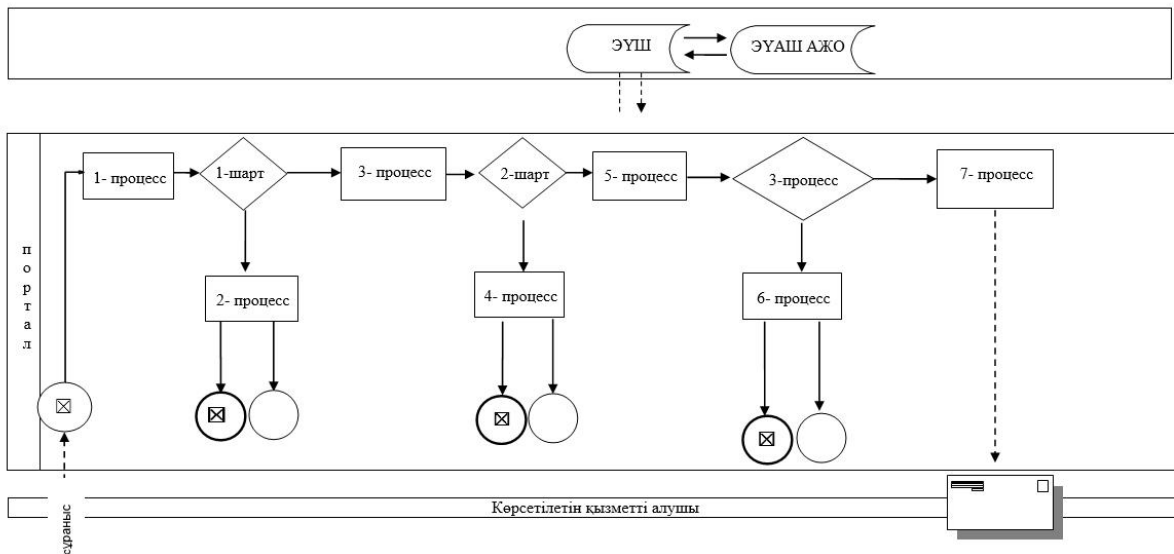 ЭҮШ
ЭҮАШ АЖО
портал
1- процесс
1-шарт
3- процесс
2-шарт
5- процесс
3-процесс
7- процесс
2- процесс
4- процесс
6- процесс
сұраныс
Көрсетілетін қызметті алушы